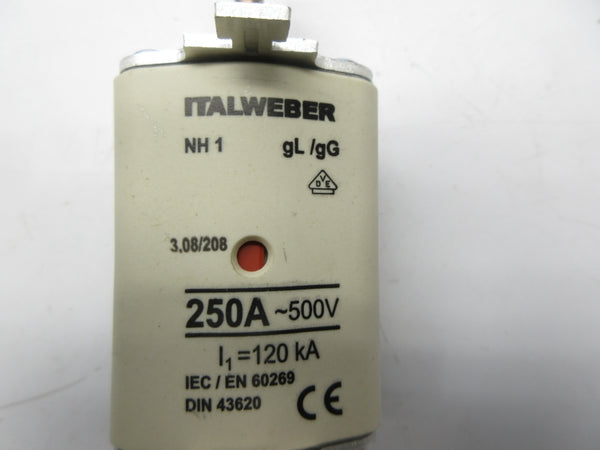 ITALWEBER
NH 1 gL /gG
VDE
3.08/208
250A ~500V
I₁ =120 kA
IEC / EN 60269
DIN 43620 CE